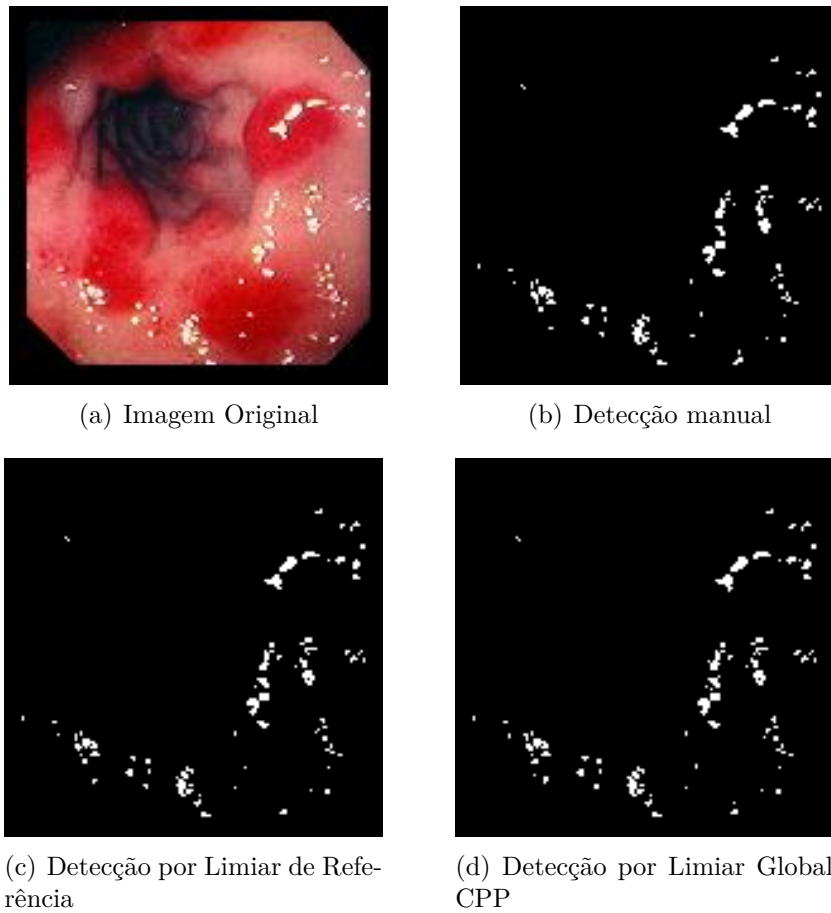 (a) Imagem Original
(b) Detecção manual
(c) Detecção por Limiar de Refe-
rência
(d) Detecção por Limiar Global
CPP